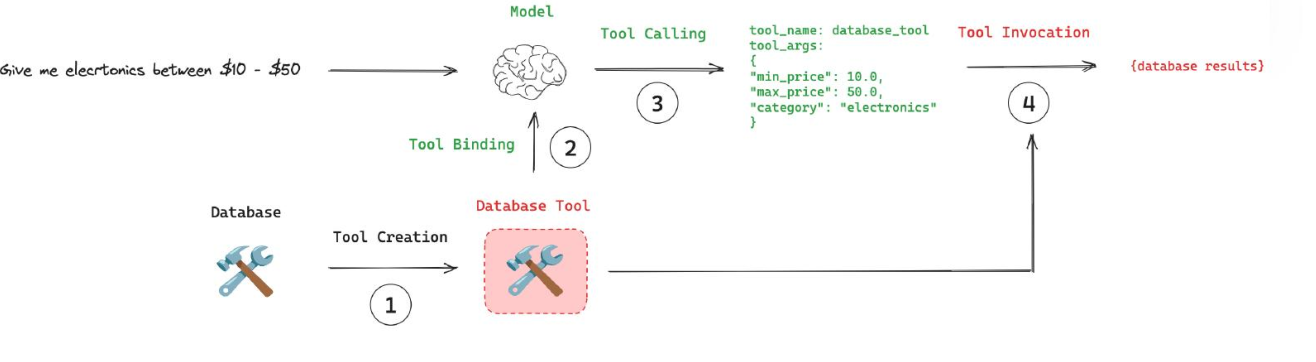 Model
Tool Calling
tool_name: database_tool
tool_args:
{
"min_price": 10.0,
"max_price": 50.0,
"category": "electronics"
}
Tool Invocation
Give me elecrtonics between $10 - $50
{database results}
3
4
Tool Binding
2
Database
Database Tool
Tool Creation
1